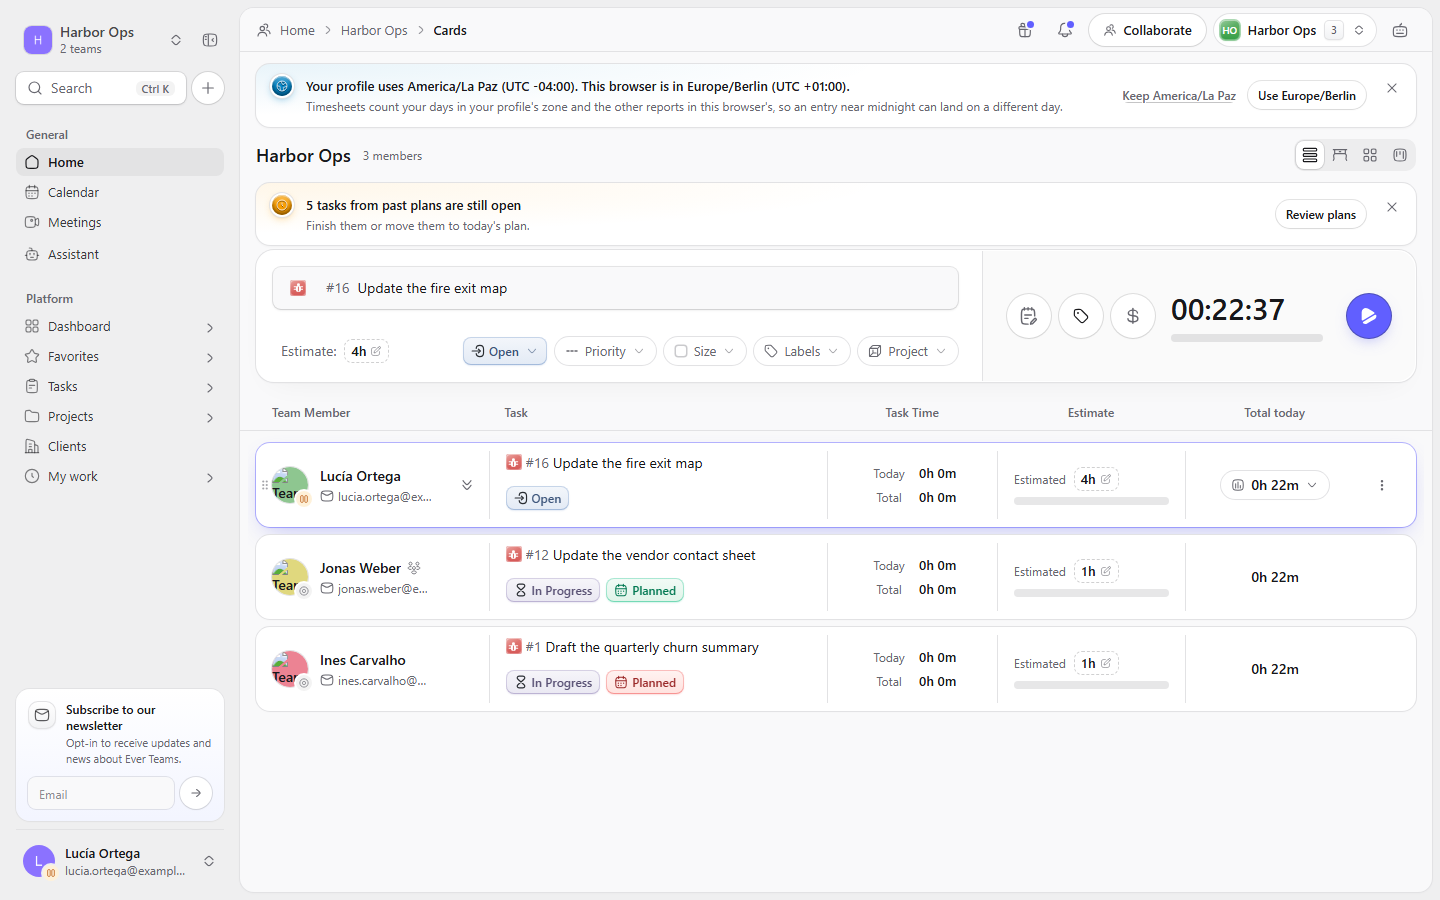 H
Harbor Ops
2 teams
Search
Ctrl K
General
Home
Calendar
Meetings
Assistant
Platform
Dashboard
Favorites
Tasks
Projects
Clients
My work
Subscribe to our
newsletter
Opt-in to receive updates and
news about Ever Teams.
Email
L
Lucía Ortega
lucia.ortega@exampl...
Home
Harbor Ops
Cards
Collaborate
HO
Harbor Ops
3
Your profile uses America/La Paz (UTC -04:00). This browser is in Europe/Berlin (UTC +01:00).
Timesheets count your days in your profile's zone and the other reports in this browser's, so an entry near midnight can land on a different day.
Keep America/La Paz
Use Europe/Berlin
Harbor Ops
3 members
5 tasks from past plans are still open
Finish them or move them to today's plan.
Review plans
#16 Update the fire exit map
Estimate:
4h
Open
Priority
Size
Labels
Project
00:22:37
Team Member
Task
Task Time
Estimate
Total today
Lucía Ortega
lucia.ortega@ex...
#16 Update the fire exit map
Open
Today 0h 0m
Total 0h 0m
Estimated 4h
0h 22m
Jonas Weber
jonas.weber@e...
#12 Update the vendor contact sheet
In Progress
Planned
Today 0h 0m
Total 0h 0m
Estimated 1h
0h 22m
Ines Carvalho
ines.carvalho@...
#1 Draft the quarterly churn summary
In Progress
Planned
Today 0h 0m
Total 0h 0m
Estimated 1h
0h 22m